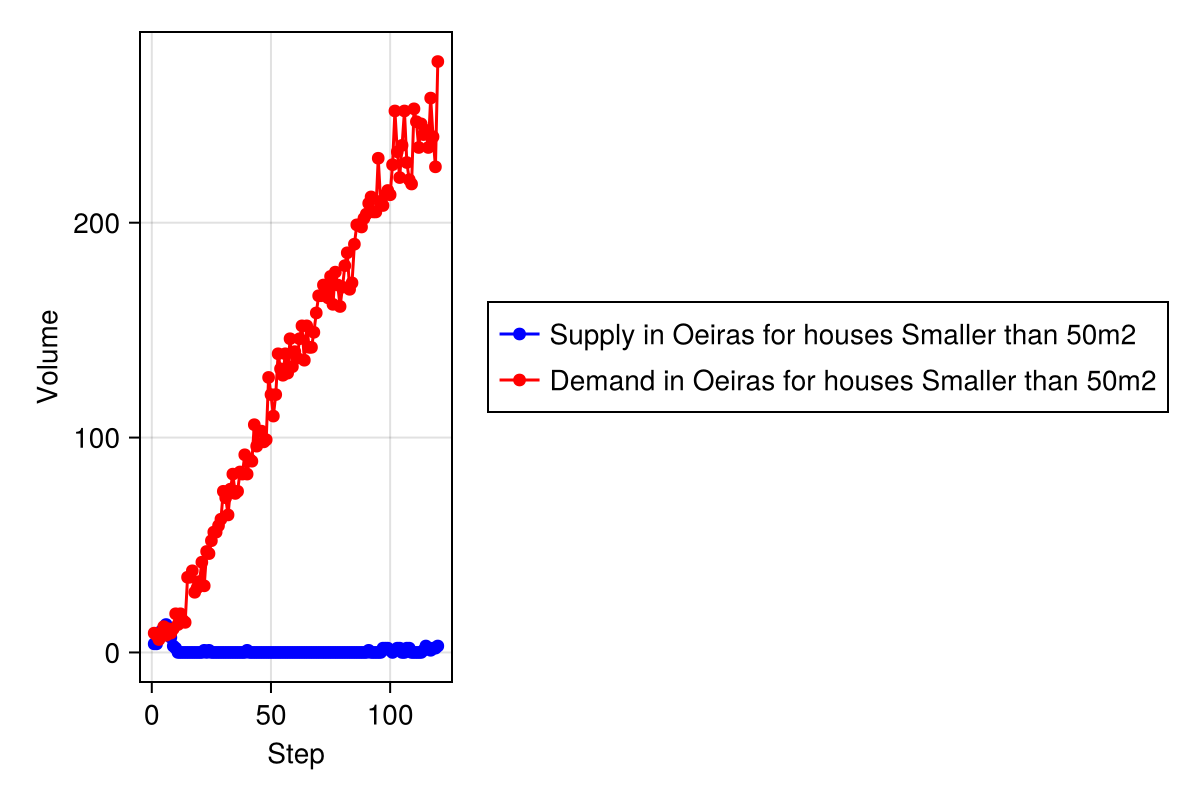 Volume
200
100
0
0 50 100
Step
Supply in Oeiras for houses Smaller than 50m2
Demand in Oeiras for houses Smaller than 50m2